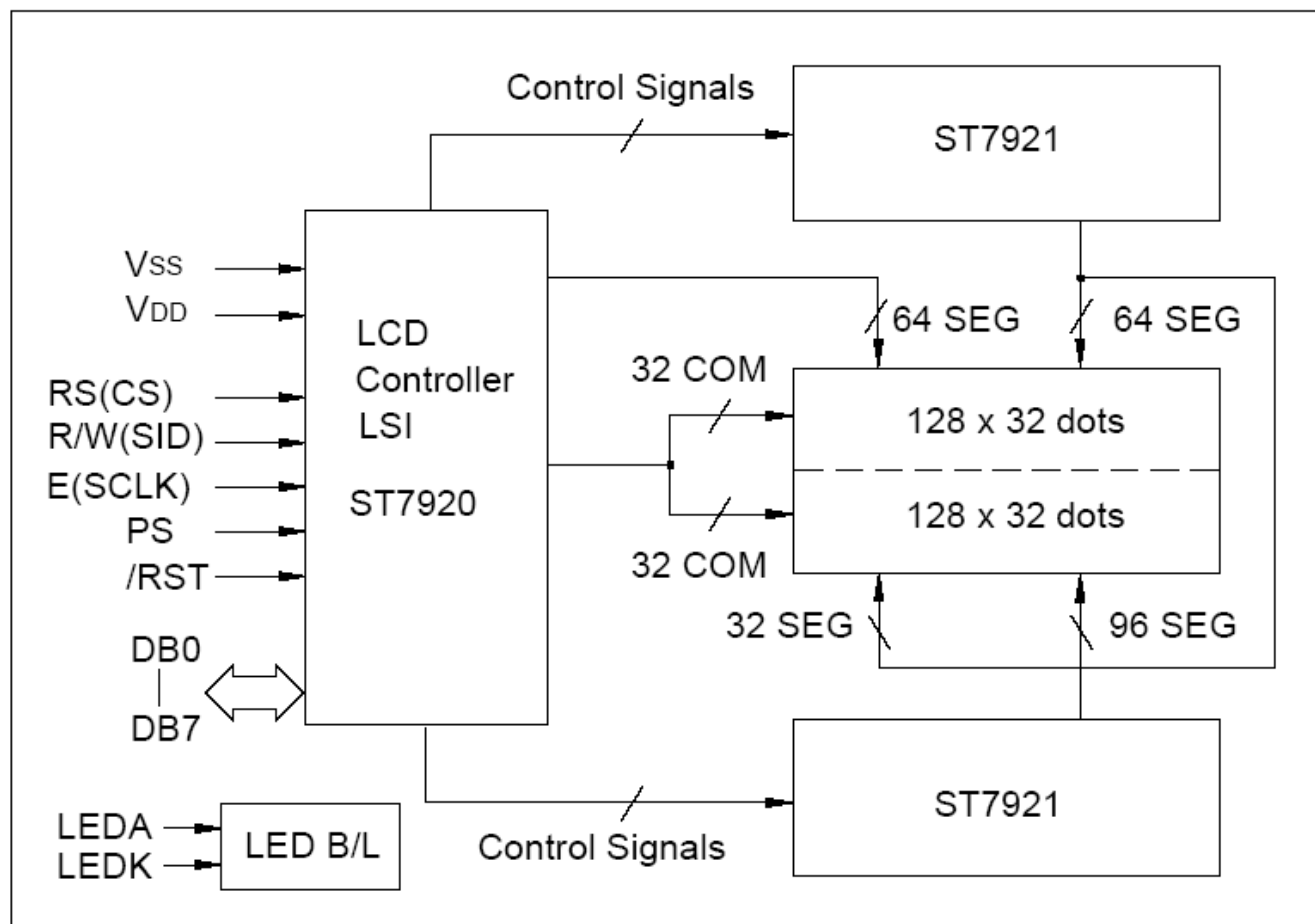 Control Signals
ST7921
VSS
VDD
LCD
Controller
LSI
ST7920
64 SEG
64 SEG
32 COM
RS(CS)
R/W(SID)
E(SCLK)
PS
/RST
128 x 32 dots
128 x 32 dots
32 COM
32 SEG
96 SEG
DB0
DB7
ST7921
Control Signals
LEDA
LEDK
LED B/L